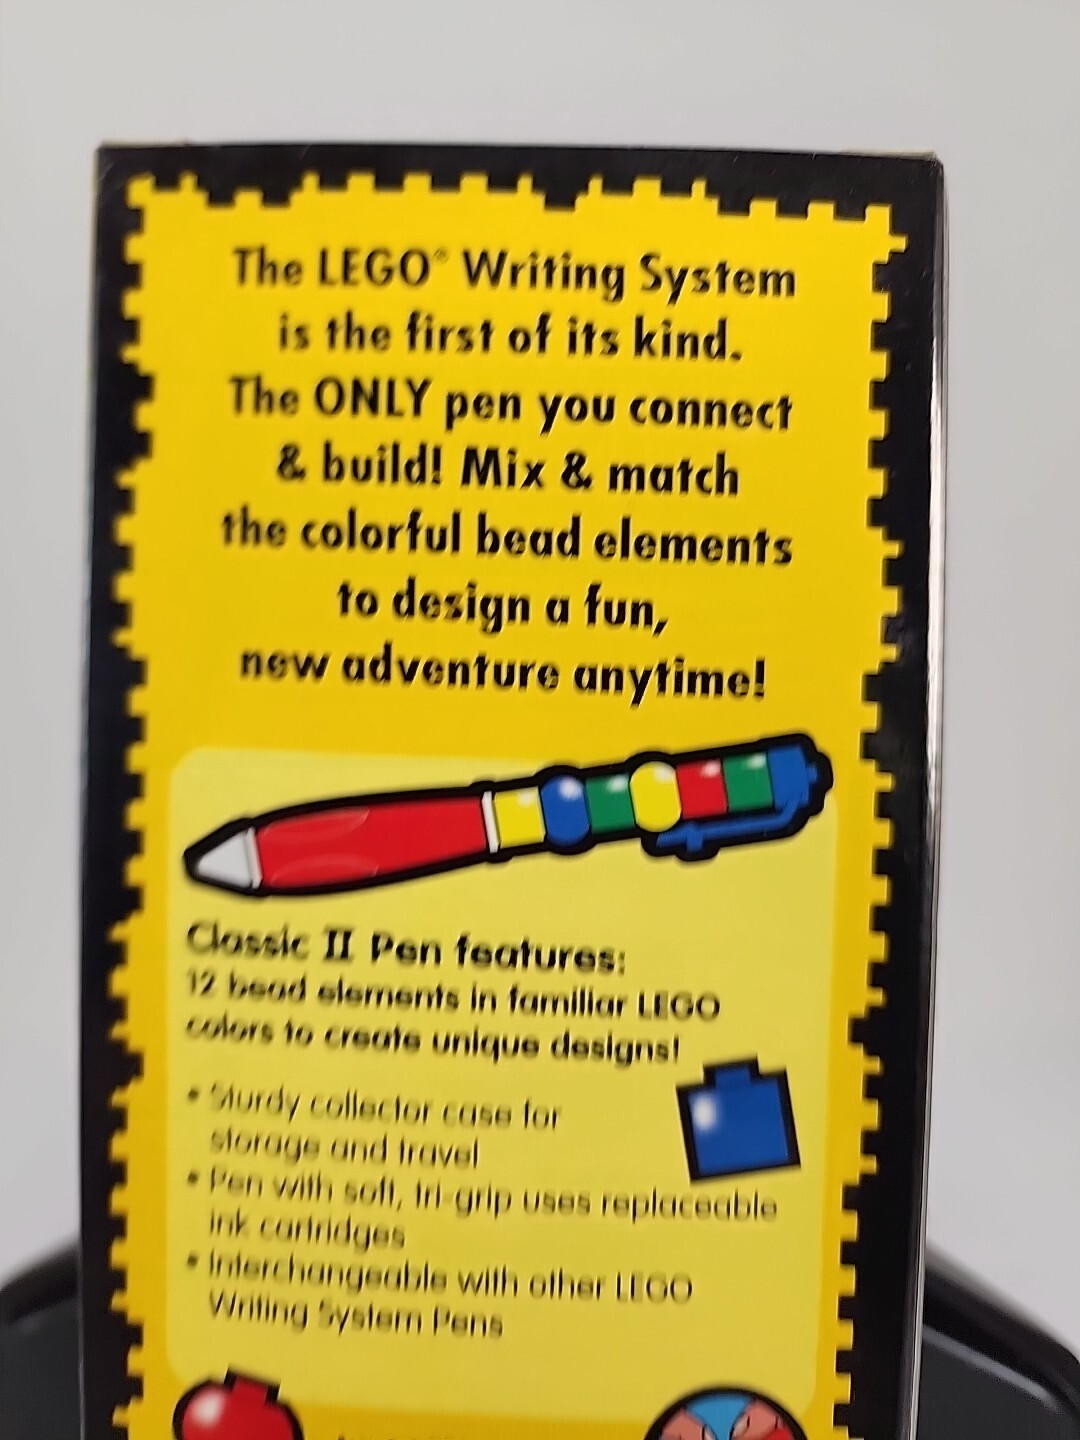 The LEGO® Writing System
is the first of its kind.
The ONLY pen you connect
& build! Mix & match
the colorful bead elements
to design a fun,
new adventure anytime!
Classic II Pen features:
12 bead elements in familiar LEGO
colors to create unique designs!
• Sturdy collector case for
storage and travel
• Pen with soft, tri-grip uses replaceable
ink cartridges
• Interchangeable with other LEGO
Writing System Pens